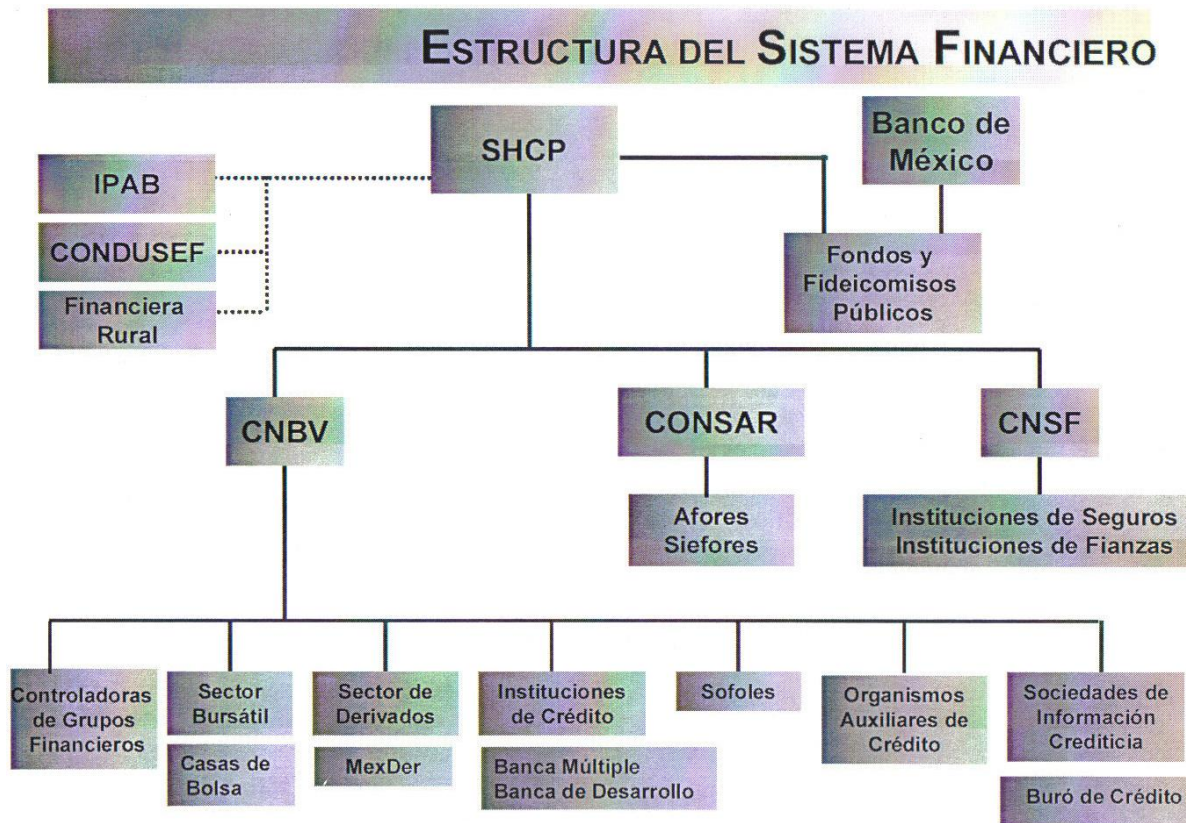 ESTRUCTURA DEL SISTEMA FINANCIERO
SHCP
Banco de
México
IPAB
CONDUSEF
Financiera
Rural
Fondos y
Fideicomisos
Públicos
CNBV
CONSAR
CNSF
Afores
Siefores
Instituciones de Seguros
Instituciones de Fianzas
Controladoras
de Grupos
Financieros
Sector
Bursátil
Casas de
Bolsa
Sector de
Derivados
MexDer
Instituciones
de Crédito
Banca Múltiple
Banca de Desarrollo
Sofoles
Organismos
Auxiliares de
Crédito
Sociedades de
Información
Crediticia
Buró de Crédito